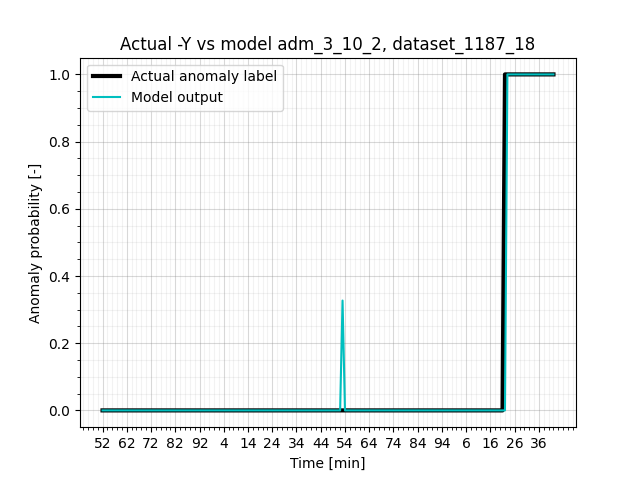 Actual -Y vs model adm_3_10_2, dataset_1187_18
Actual anomaly label
Model output
1.0
0.8
0.6
0.4
0.2
0.0
Anomaly probability [-]
52 62 72 82 92 4 14 24 34 44 54 64 74 84 94 6 16 26 36
Time [min]